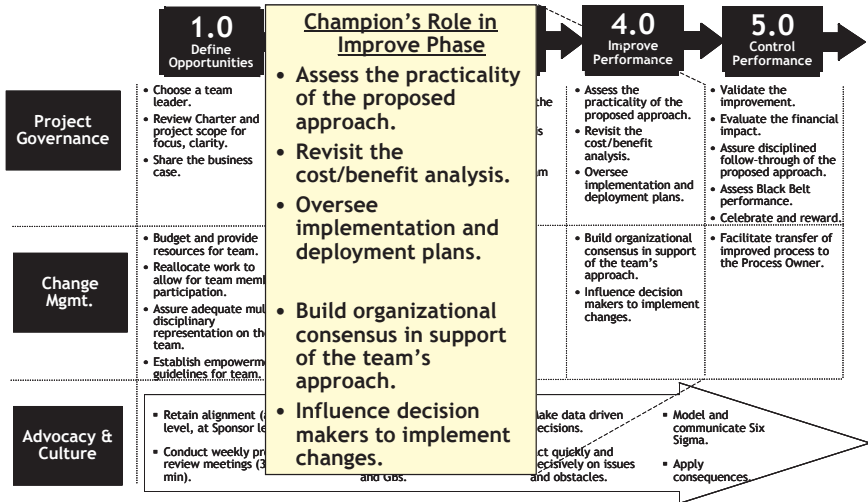 1.0
Define
Opportunities
4.0
Improve
Performance
5.0
Control
Performance
Champion's Role in
Improve Phase
• Assess the practicality
of the proposed
approach.
• Revisit the
cost/benefit analysis.
• Oversee
implementation and
deployment plans.
• Build organizational
consensus in support
of the team's
approach.
• Influence decision
makers to implement
changes.
Project
Governance
• Choose a team
leader.
• Review Charter and
project scope for
focus, clarity.
• Share the business
case.
the
• Assess the
practicality of the
proposed approach.
• Revisit the
cost/benefit
analysis.
• Oversee
implementation and
deployment plans.
• Validate the
improvement.
• Evaluate the financial
impact.
• Assure disciplined
follow-through of the
proposed approach.
• Assess Black Belt
performance.
• Celebrate and reward.
Change
Mgmt.
• Budget and provide
resources for team.
• Reallocate work to
allow for team
participation.
• Assure adequate
disciplinary
representation on
team.
• Establish
guidelines for team.
• Build organizational
consensus in support
of the team's
approach.
• Influence decision
makers to implement
changes.
• Facilitate transfer of
improved process to
the Process Owner.
Advocacy &
Culture
▪ Retain alignment
level, at Sponsor
▪ Conduct weekly
review meetings
min).
and GBs.
data driven
quickly and
on issues
and obstacles.
▪ Model and
communicate Six
Sigma.
▪ Apply
consequences.